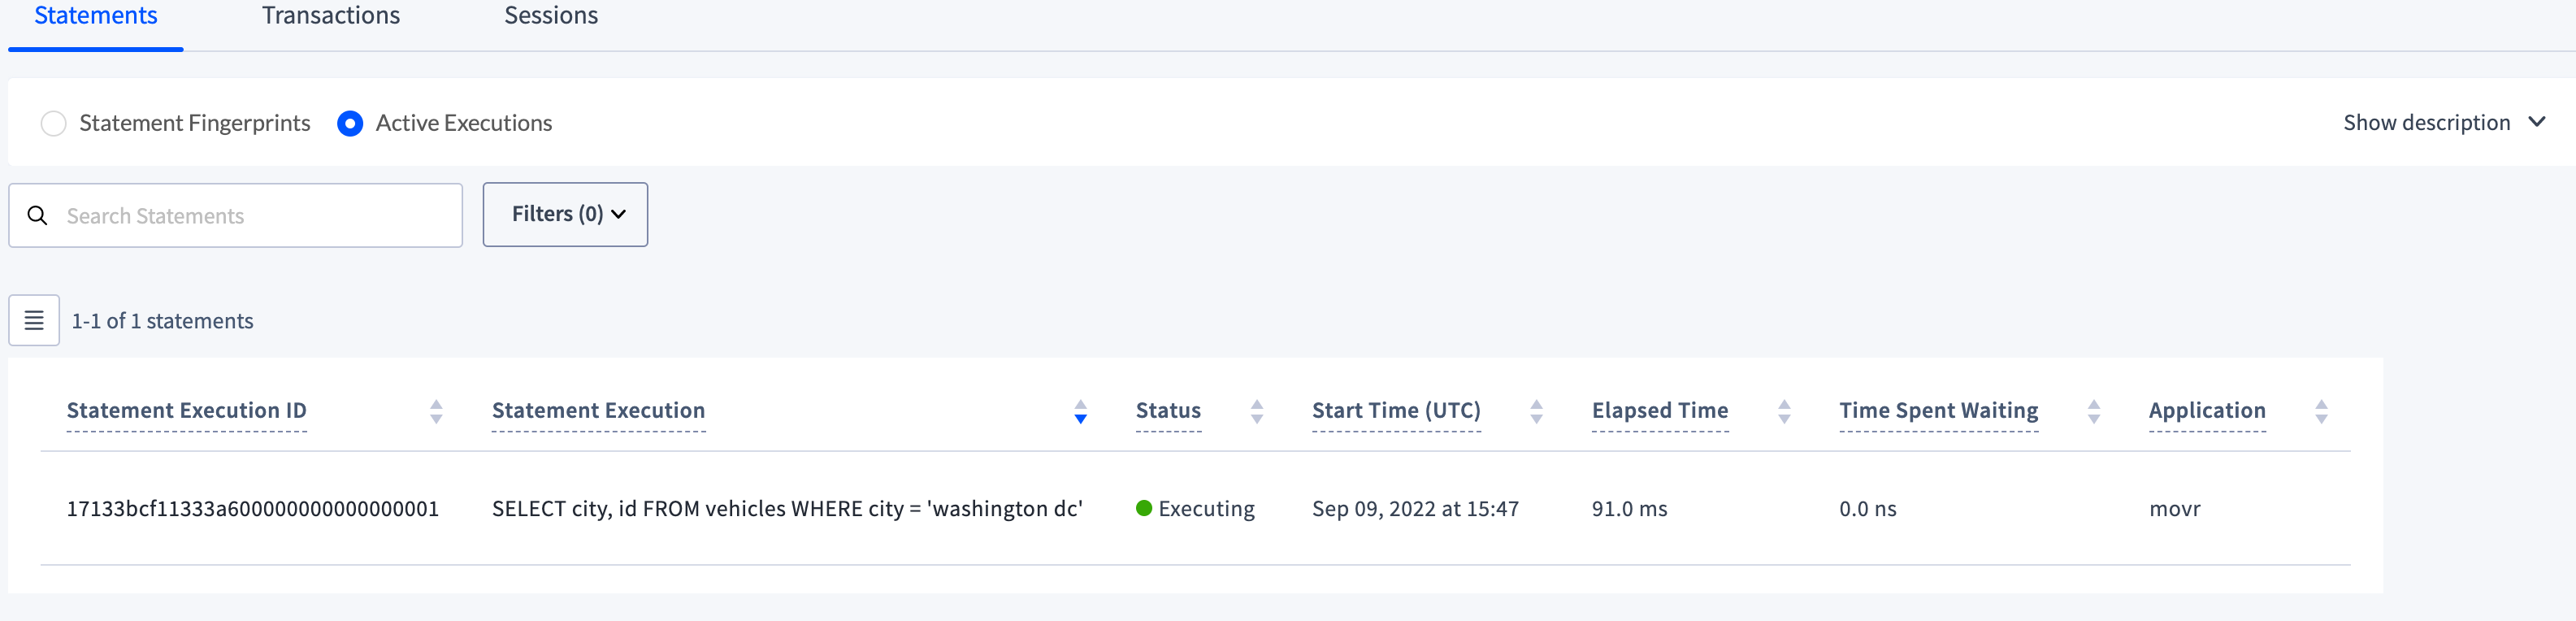 Statements Transactions Sessions
Statement Fingerprints Active Executions Show description
Search Statements Filters (0)
1-1 of 1 statements
Statement Execution ID Statement Execution Status Start Time (UTC) Elapsed Time Time Spent Waiting Application
17133bcf11333a600000000000000001 SELECT city, id FROM vehicles WHERE city = 'washington dc' Executing Sep 09, 2022 at 15:47 91.0 ms 0.0 ns movr